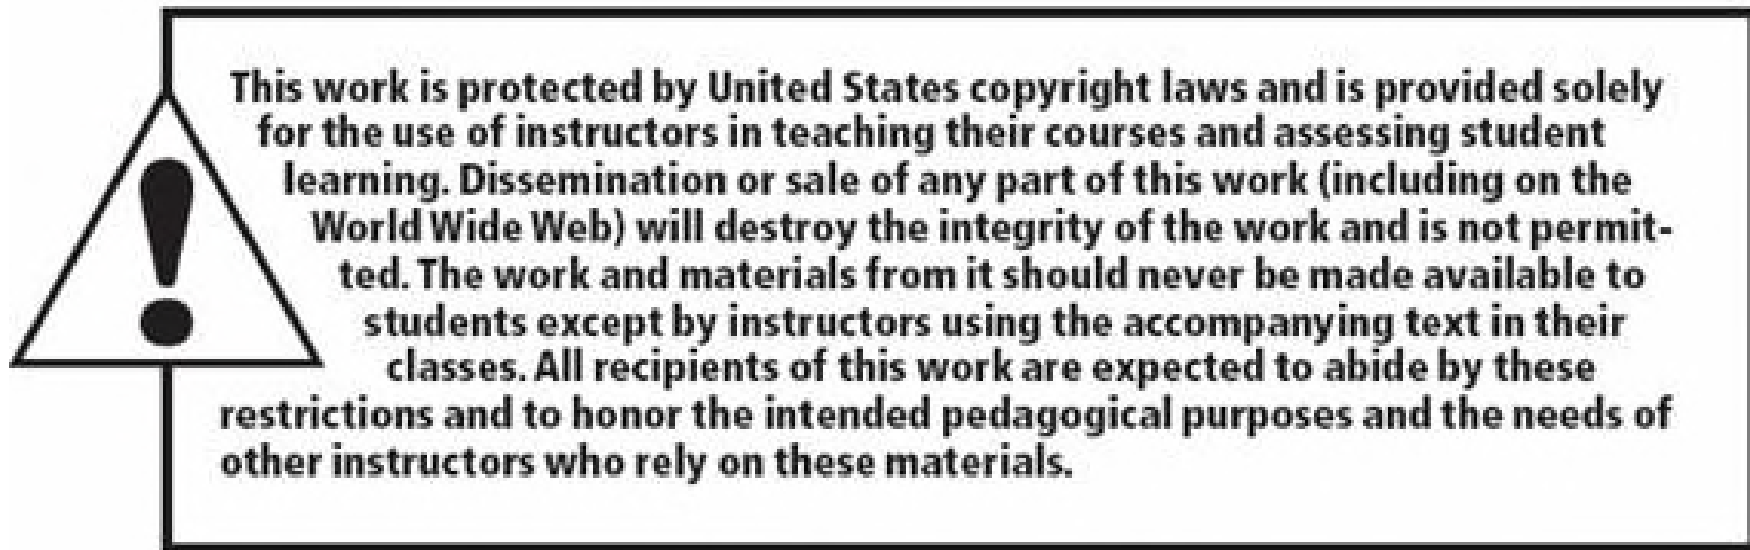 This work is protected by United States copyright laws and is provided solely
for the use of instructors in teaching their courses and assessing student
learning. Dissemination or sale of any part of this work (including on the
World Wide Web) will destroy the integrity of the work and is not permit-
ted. The work and materials from it should never be made available to
students except by instructors using the accompanying text in their
classes. All recipients of this work are expected to abide by these
restrictions and to honor the intended pedagogical purposes and the needs of
other instructors who rely on these materials.